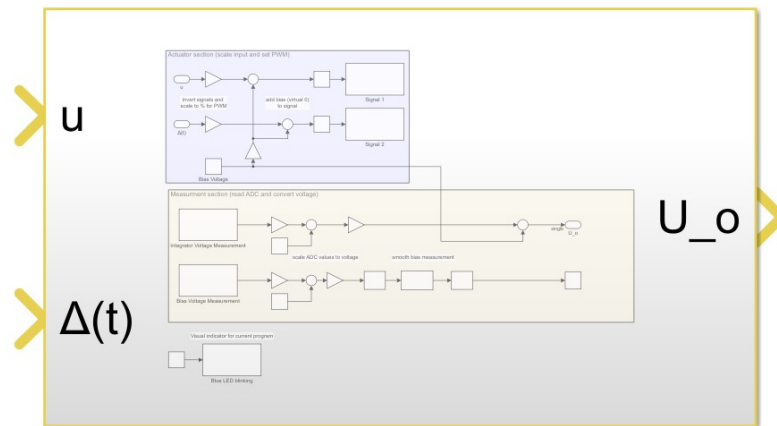 u
Δ(t)
U_o
Actuator section (scale input and set PWM)
u
invert signals and
scale to % for PWM
add bias (virtual 0)
to signal
Signal 1
Δ(t)
Signal 2
Bias Voltage
Measurment section (read ADC and convert voltage)
Integrator Voltage Measurement
scale ADC values to voltage
smooth bias measurement
single
U_o
Bias Voltage Measurement
Visual indicator for current program
Blue LED blinking